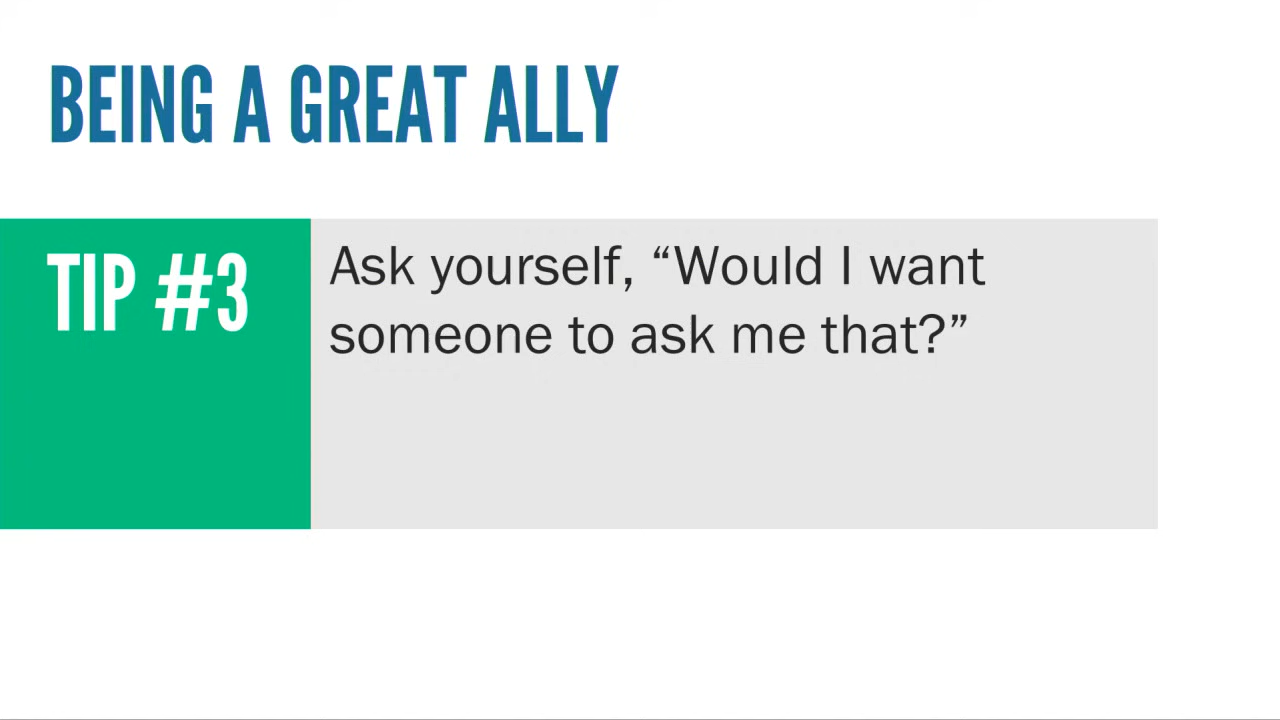 BEING A GREAT ALLY
TIP #3
Ask yourself, “Would I want
someone to ask me that?”